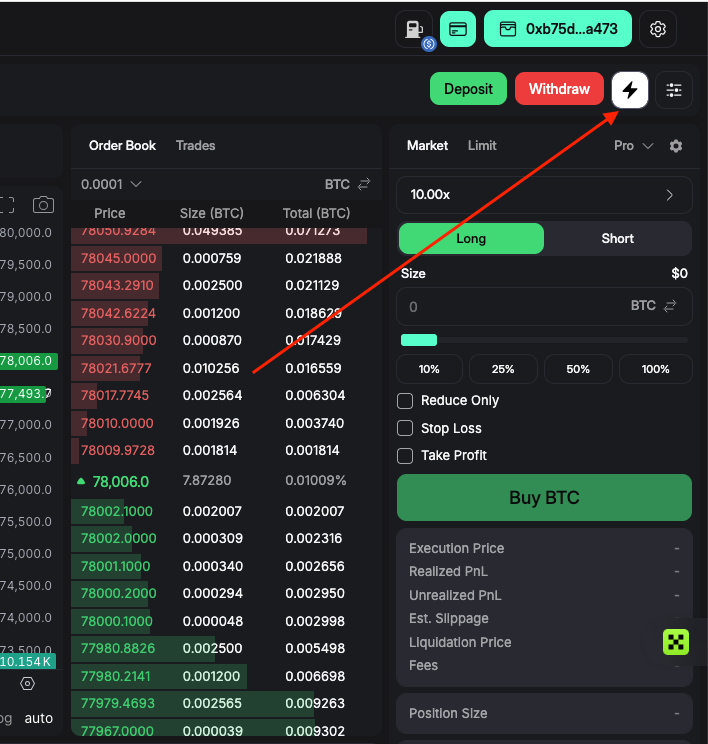 0xb75d...a473
Deposit
Withdraw
Order Book
Trades
0.0001
BTC
Price
Size (BTC)
Total (BTC)
78050.9284 0.049385 0.071273
78045.0000 0.000759 0.021888
78043.2910 0.002500 0.021129
78042.6224 0.001200 0.018629
78030.9000 0.000870 0.017429
78021.6777 0.010256 0.016559
78017.7745 0.002564 0.006304
78010.0000 0.001926 0.003740
78009.9728 0.001814 0.001814
78,006.0 7.87280 0.01009%
78002.1000 0.002007 0.002007
78002.0000 0.000309 0.002316
78001.1000 0.000340 0.002656
78000.2000 0.000294 0.002950
78000.1000 0.000048 0.002998
77980.8826 0.002500 0.005498
77980.2141 0.001200 0.006698
77979.4693 0.002565 0.009263
77967.0000 0.000039 0.009302
80,000.0
79,500.0
79,000.0
78,500.0
78,006.0
77,493.7
77,000.0
76,500.0
76,000.0
75,500.0
75,000.0
74,500.0
74,000.0
73,500.0
10.154K
og auto
Market
Limit
Pro
10.00x
Long
Short
Size $0
0 BTC
10%
25%
50%
100%
Reduce Only
Stop Loss
Take Profit
Buy BTC
Execution Price -
Realized PnL -
Unrealized PnL -
Est. Slippage
Liquidation Price
Fees -
Position Size -